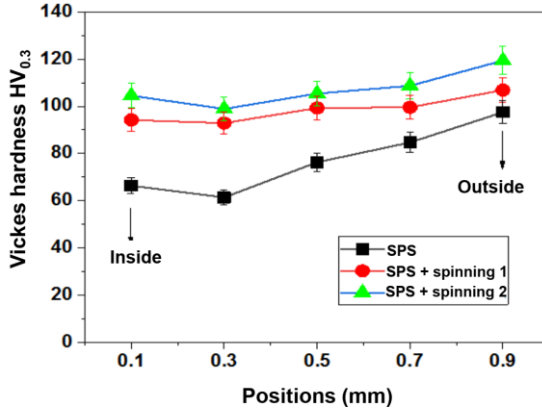 Vickes hardness HV0.3
140
120
100
80
60
40
20
0
Inside
Outside
SPS
SPS + spinning 1
SPS + spinning 2
0.1 0.3 0.5 0.7 0.9
Positions (mm)